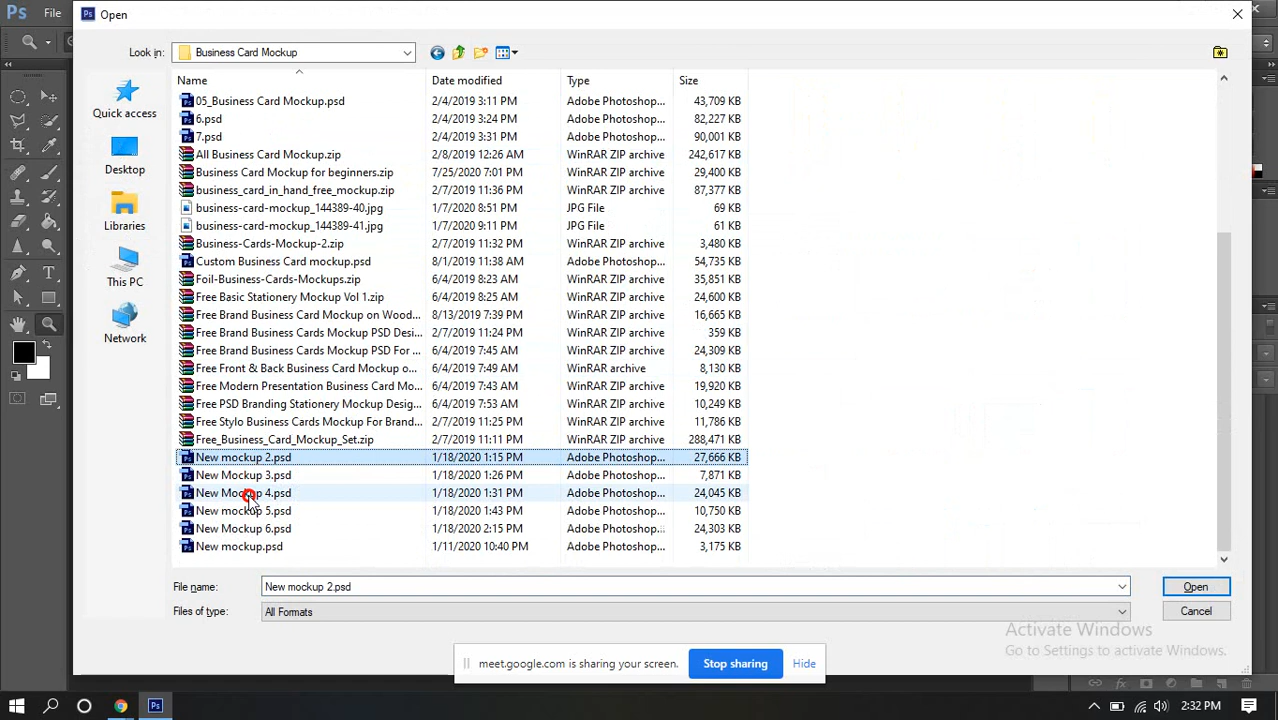 Ps File
Ps Open
Look in: Business Card Mockup
Name Date modified Type Size
05_Business Card Mockup.psd 2/4/2019 3:11 PM Adobe Photoshop... 43,709 KB
6.psd 2/4/2019 3:24 PM Adobe Photoshop... 82,227 KB
7.psd 2/4/2019 3:31 PM Adobe Photoshop... 90,001 KB
All Business Card Mockup.zip 2/8/2019 12:26 AM WinRAR ZIP archive 242,617 KB
Business Card Mockup for beginners.zip 7/25/2020 7:01 PM WinRAR ZIP archive 29,400 KB
business_card_in_hand_free_mockup.zip 2/7/2019 11:36 PM WinRAR ZIP archive 87,377 KB
business-card-mockup_144389-40.jpg 1/7/2020 8:51 PM JPG File 69 KB
business-card-mockup_144389-41.jpg 1/7/2020 9:11 PM JPG File 61 KB
Business-Cards-Mockup-2.zip 2/7/2019 11:32 PM WinRAR ZIP archive 3,480 KB
Custom Business Card mockup.psd 8/1/2019 11:38 AM Adobe Photoshop... 54,735 KB
Foil-Business-Cards-Mockups.zip 6/4/2019 8:23 AM WinRAR ZIP archive 35,851 KB
Free Basic Stationery Mockup Vol 1.zip 6/4/2019 8:25 AM WinRAR ZIP archive 24,600 KB
Free Brand Business Card Mockup on Wood... 8/13/2019 7:39 PM WinRAR ZIP archive 16,665 KB
Free Brand Business Cards Mockup PSD Desi... 2/7/2019 11:24 PM WinRAR ZIP archive 359 KB
Free Brand Business Cards Mockup PSD For ... 6/4/2019 7:45 AM WinRAR ZIP archive 24,309 KB
Free Front & Back Business Card Mockup o... 6/4/2019 7:49 AM WinRAR archive 8,130 KB
Free Modern Presentation Business Card Mo... 6/4/2019 7:43 AM WinRAR ZIP archive 19,920 KB
Free PSD Branding Stationery Mockup Desig... 6/4/2019 7:53 AM WinRAR ZIP archive 10,249 KB
Free Stylo Business Cards Mockup For Brand... 2/7/2019 11:25 PM WinRAR ZIP archive 11,786 KB
Free_Business_Card_Mockup_Set.zip 2/7/2019 11:11 PM WinRAR ZIP archive 288,471 KB
New mockup 2.psd 1/18/2020 1:15 PM Adobe Photoshop... 27,666 KB
New mockup 3.psd 1/18/2020 1:26 PM Adobe Photoshop... 7,871 KB
New Mockup 4.psd 1/18/2020 1:31 PM Adobe Photoshop... 24,045 KB
New mockup 5.psd 1/18/2020 1:43 PM Adobe Photoshop... 10,750 KB
New Mockup 6.psd 1/18/2020 2:15 PM Adobe Photoshop... 24,303 KB
New mockup.psd 1/11/2020 10:40 PM Adobe Photoshop... 3,175 KB
Quick access
Desktop
Libraries
This PC
Network
File name: New mockup 2.psd Open
Files of type: All Formats Cancel
Activate Windows
Go to Settings to activate Windows.
meet.google.com is sharing your screen. Stop sharing Hide
Ps 2:32 PM